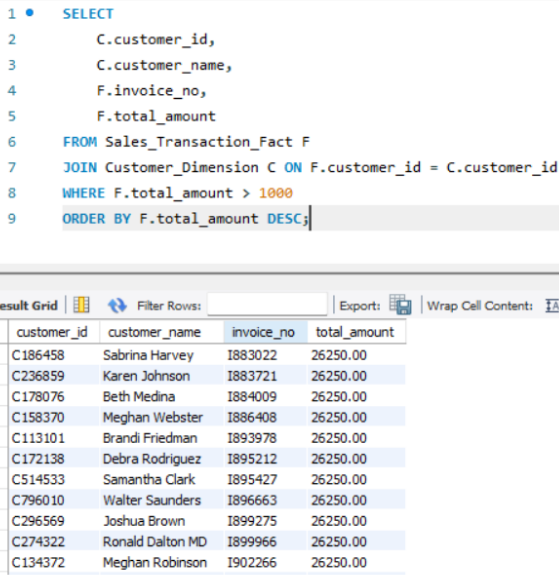 1 SELECT
2 C.customer_id,
3 C.customer_name,
4 F.invoice_no,
5 F.total_amount
6 FROM Sales_Transaction_Fact F
7 JOIN Customer_Dimension C ON F.customer_id = C.customer_id
8 WHERE F.total_amount > 1000
9 ORDER BY F.total_amount DESC;
esult Grid Filter Rows: Export: Wrap Cell Content:
customer_id customer_name invoice_no total_amount
C186458 Sabrina Harvey I883022 26250.00
C236859 Karen Johnson I883721 26250.00
C178076 Beth Medina I884009 26250.00
C158370 Meghan Webster I886408 26250.00
C113101 Brandi Friedman I893978 26250.00
C172138 Debra Rodriguez I895212 26250.00
C514533 Samantha Clark I895427 26250.00
C796010 Walter Saunders I896663 26250.00
C296569 Joshua Brown I899275 26250.00
C274322 Ronald Dalton MD I899966 26250.00
C134372 Meghan Robinson I902266 26250.00